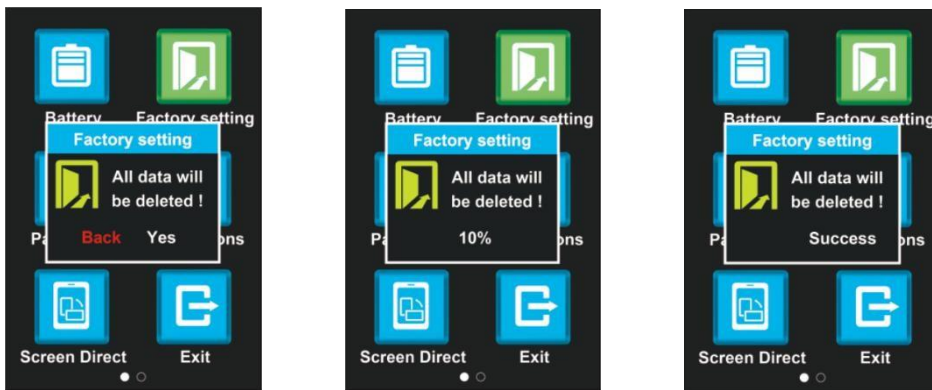 Battery
Factory setting
Factory setting
All data will
be deleted !
Back Yes
Screen Direct
Exit
Battery
Factory setting
Factory setting
All data will
be deleted !
10%
Screen Direct
Exit
Battery
Factory setting
Factory setting
All data will
be deleted !
Success
Screen Direct
Exit